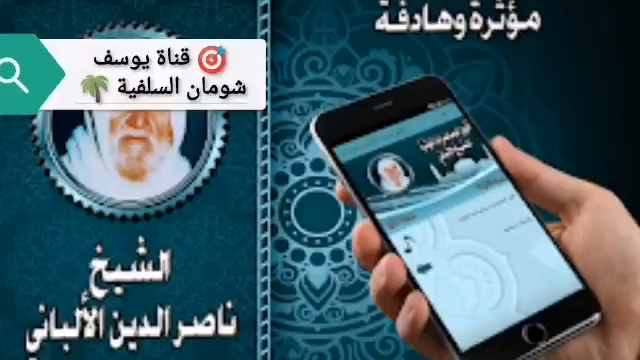 مؤثرة وهادفة
🎯 قناة يوسف
شومان السلفية 🌴
الشيخ
ناصر الدين الألباني